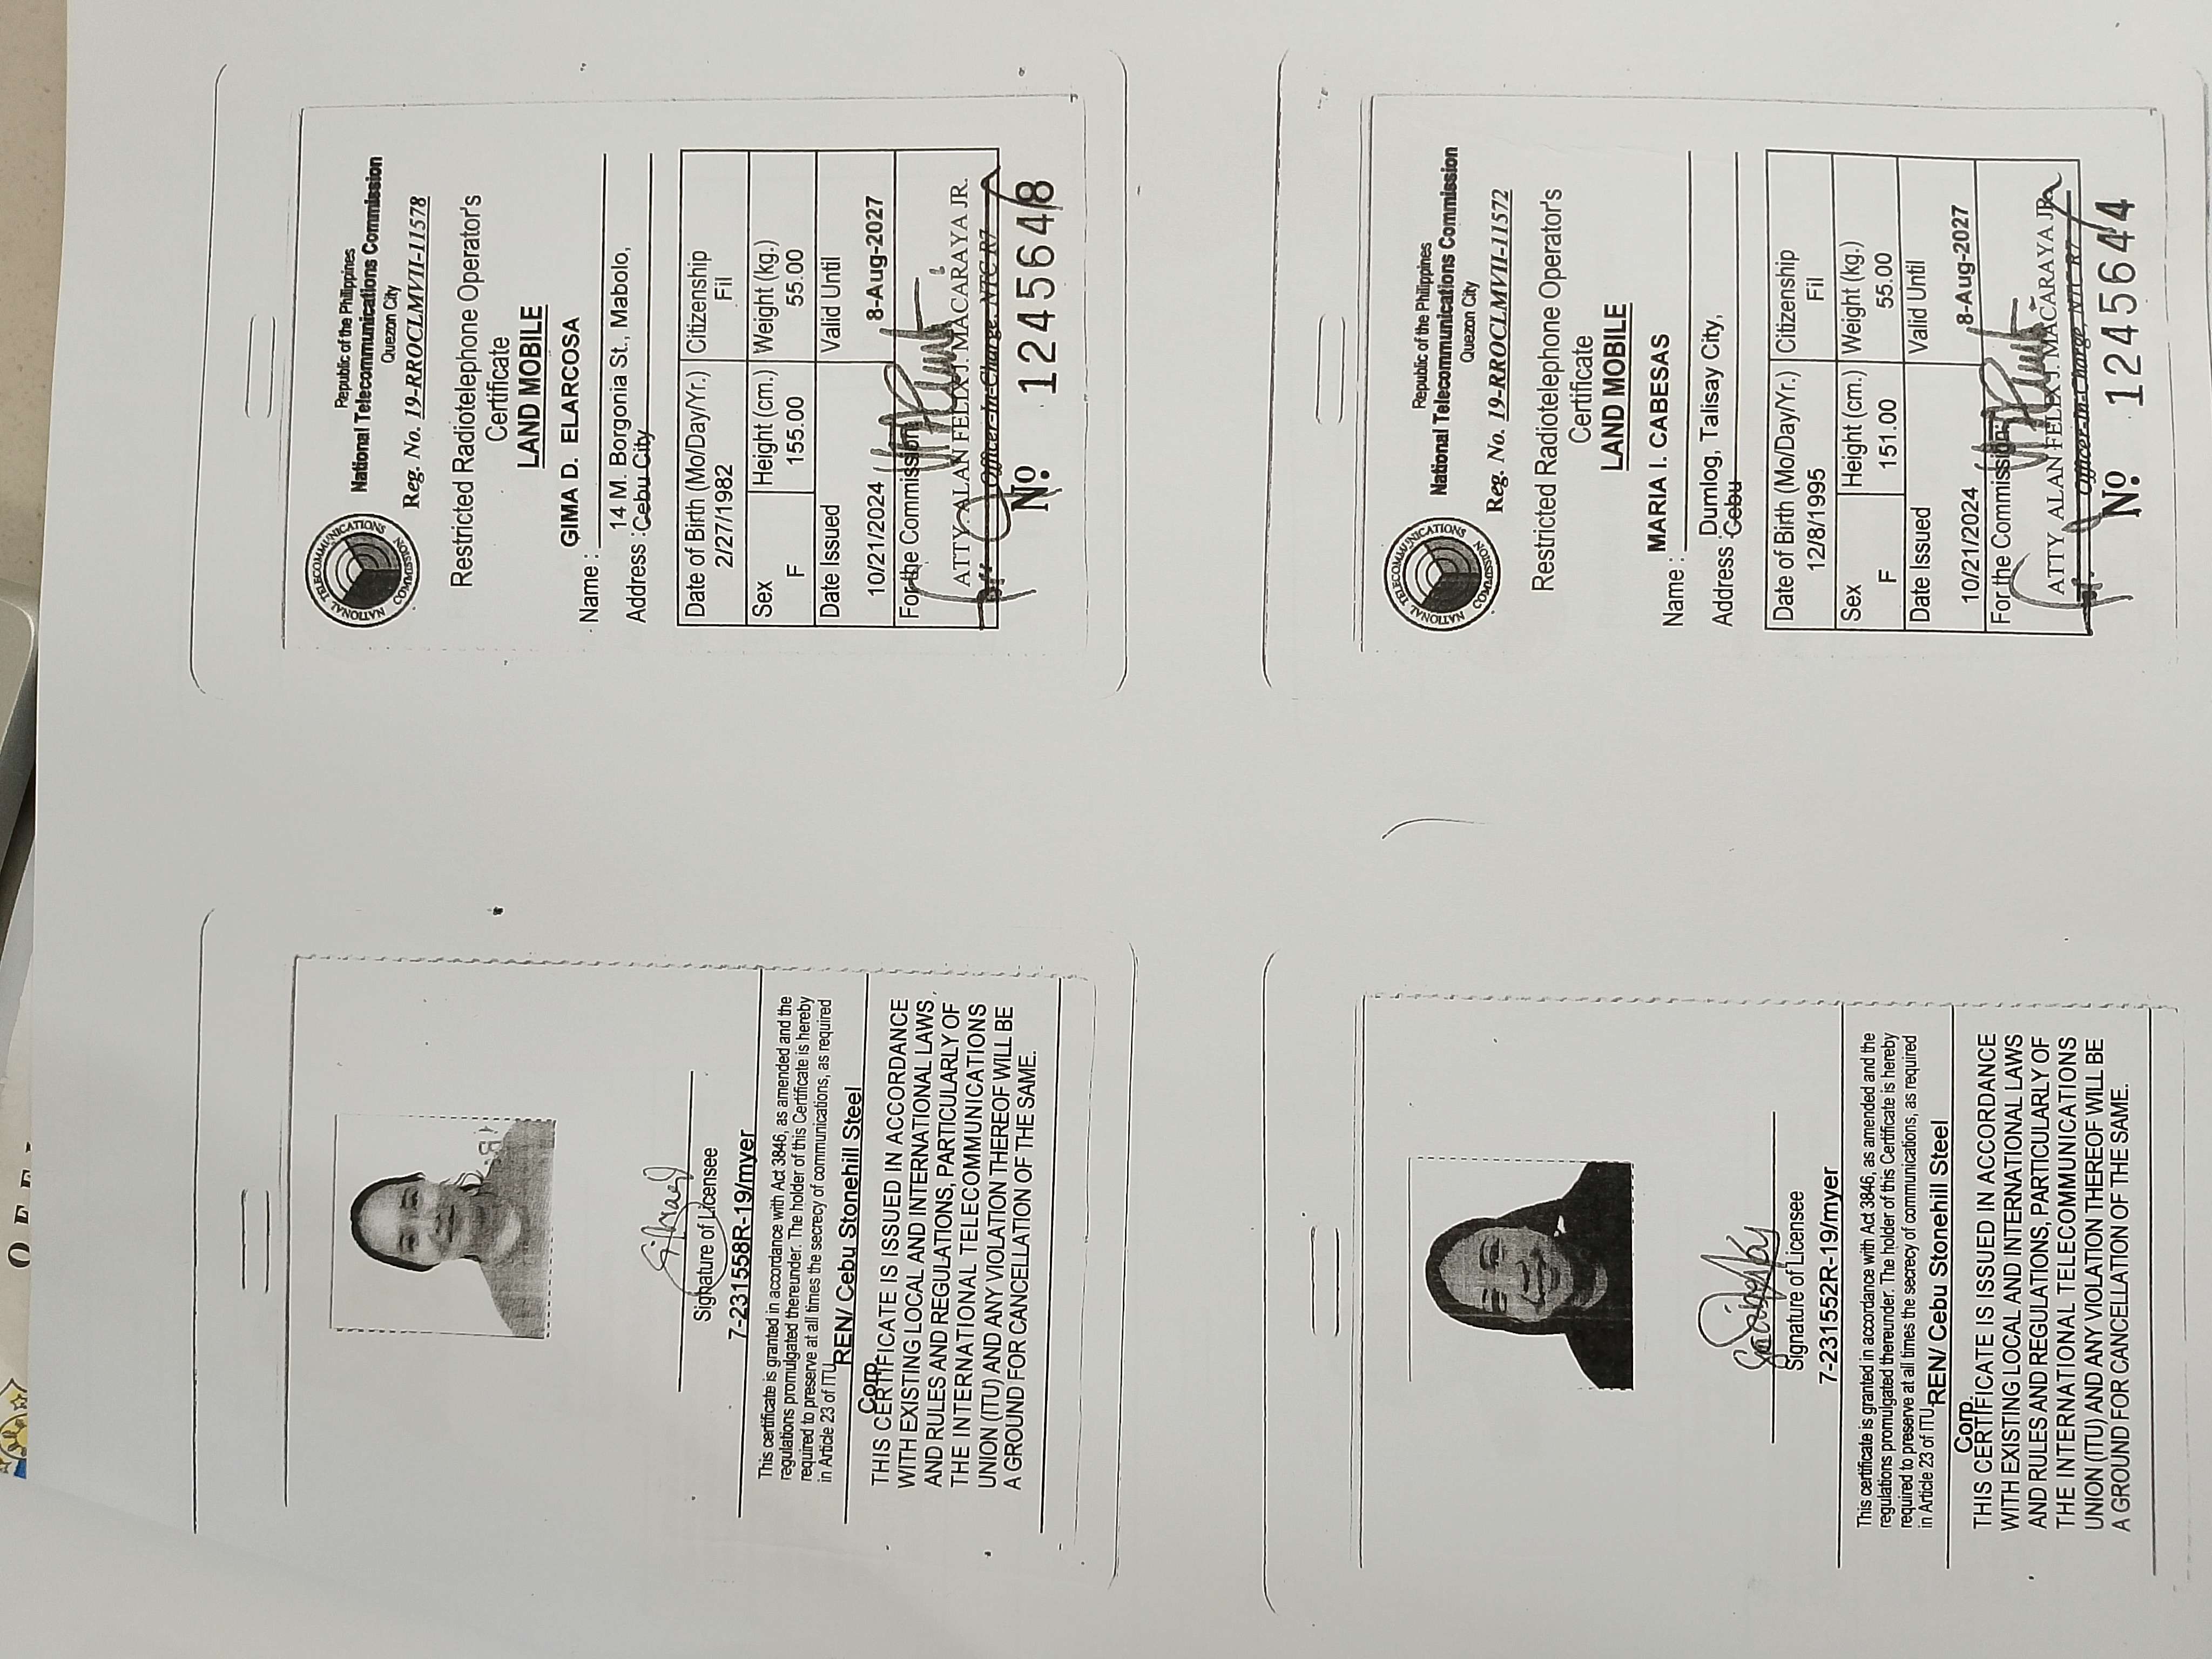 Republic of the Philippines
National Telecommunications Commission
Quezon City
Reg. No. 19-RROCLMVII-11578
NATIONAL TELECOMMUNICATIONS COMMISSION
Restricted Radiotelephone Operator's
Certificate
LAND MOBILE
Name : GIMA D. ELARCOSA
14 M. Borgonia St., Mabolo,
Address : Cebu City
Date of Birth (Mo/Day/Yr.) Citizenship
2/27/1982 Fil
Sex Height (cm.) Weight (kg.)
F 155.00 55.00
Date Issued Valid Until
10/21/2024 8-Aug-2027
For the Commission
ATTY. ALAN FELIX J. MACARAYA JR.
Officer-In-Charge, NTC R7
No. 1245648
Signature of Licensee
7-231558R-19/myer
This certificate is granted in accordance with Act 3846, as amended and the
regulations promulgated thereunder. The holder of this Certificate is hereby
required to preserve at all times the secrecy of communications, as required
in Article 23 of ITU
REN/ Cebu Stonehill Steel
Corp
THIS CERTIFICATE IS ISSUED IN ACCORDANCE
WITH EXISTING LOCAL AND INTERNATIONAL LAWS
AND RULES AND REGULATIONS, PARTICULARLY OF
THE INTERNATIONAL TELECOMMUNICATIONS
UNION (ITU) AND ANY VIOLATION THEREOF WILL BE
A GROUND FOR CANCELLATION OF THE SAME.
Republic of the Philippines
National Telecommunications Commission
Quezon City
Reg. No. 19-RROCLMVII-11572
NATIONAL TELECOMMUNICATIONS COMMISSION
Restricted Radiotelephone Operator's
Certificate
LAND MOBILE
Name : MARIA I. CABESAS
Dumlog, Talisay City,
Address : Cebu
Date of Birth (Mo/Day/Yr.) Citizenship
12/8/1995 Fil
Sex Height (cm.) Weight (kg.)
F 151.00 55.00
Date Issued Valid Until
10/21/2024 8-Aug-2027
For the Commission
ATTY ALAN FELIX J. MACARAYA JR.
Officer-in-Charge, NTC R7
No. 1245644
Signature of Licensee
7-231552R-19/myer
This certificate is granted in accordance with Act 3846, as amended and the
regulations promulgated thereunder. The holder of this Certificate is hereby
required to preserve at all times the secrecy of communications, as required
in Article 23 of ITU
REN/ Cebu Stonehill Steel
Corp
THIS CERTIFICATE IS ISSUED IN ACCORDANCE
WITH EXISTING LOCAL AND INTERNATIONAL LAWS
AND RULES AND REGULATIONS, PARTICULARLY OF
THE INTERNATIONAL TELECOMMUNICATIONS
UNION (ITU) AND ANY VIOLATION THEREOF WILL BE
A GROUND FOR CANCELLATION OF THE SAME.